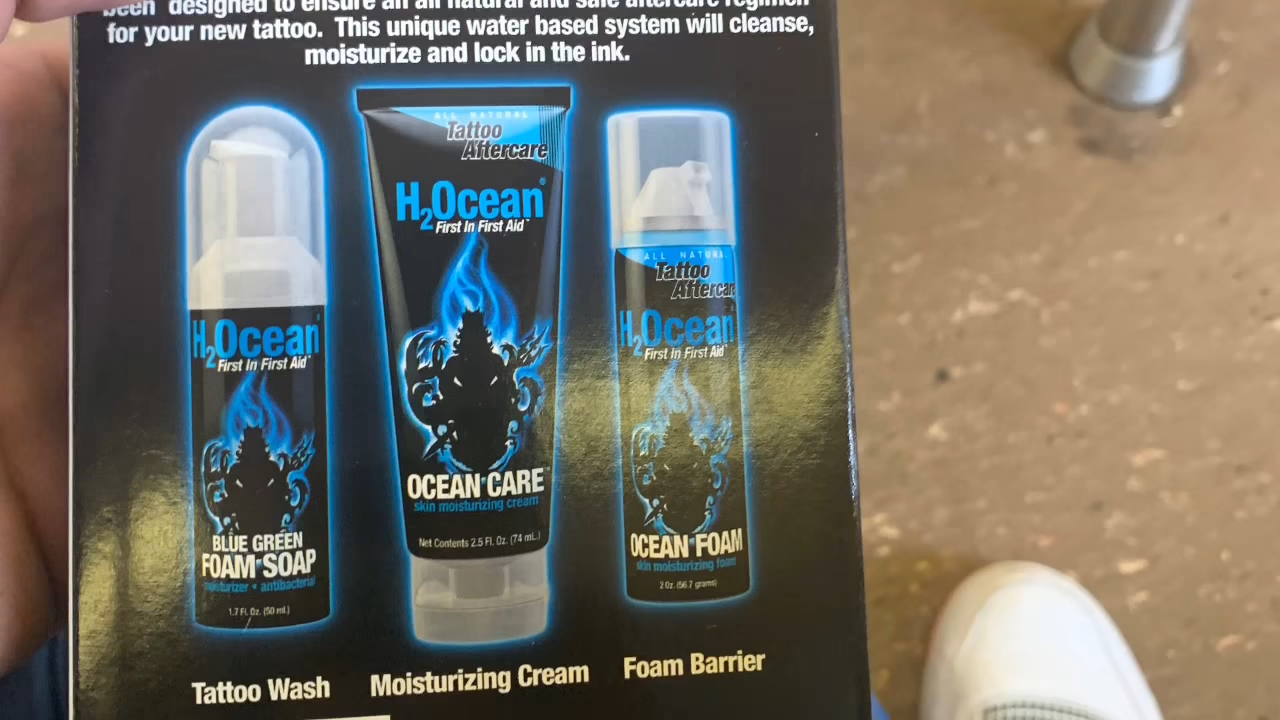 been designed to ensure an all natural and safe aftercare regimen
for your new tattoo. This unique water based system will cleanse,
moisturize and lock in the ink.
H2Ocean
First In First Aid™
BLUE GREEN
FOAM SOAP
moisturizer + antibacterial
1.7 Fl. Oz. (50 ml.)
Tattoo Wash
ALL NATURAL
Tattoo
Aftercare
H2Ocean®
First In First Aid™
OCEAN CARE™
skin moisturizing cream
Net Contents 2.5 Fl. Oz. (74 mL.)
Moisturizing Cream
ALL NATURAL
Tattoo
Aftercare
H2Ocean
First In First Aid™
OCEAN FOAM
skin moisturizing foam
2 Oz. (56.7 grams)
Foam Barrier